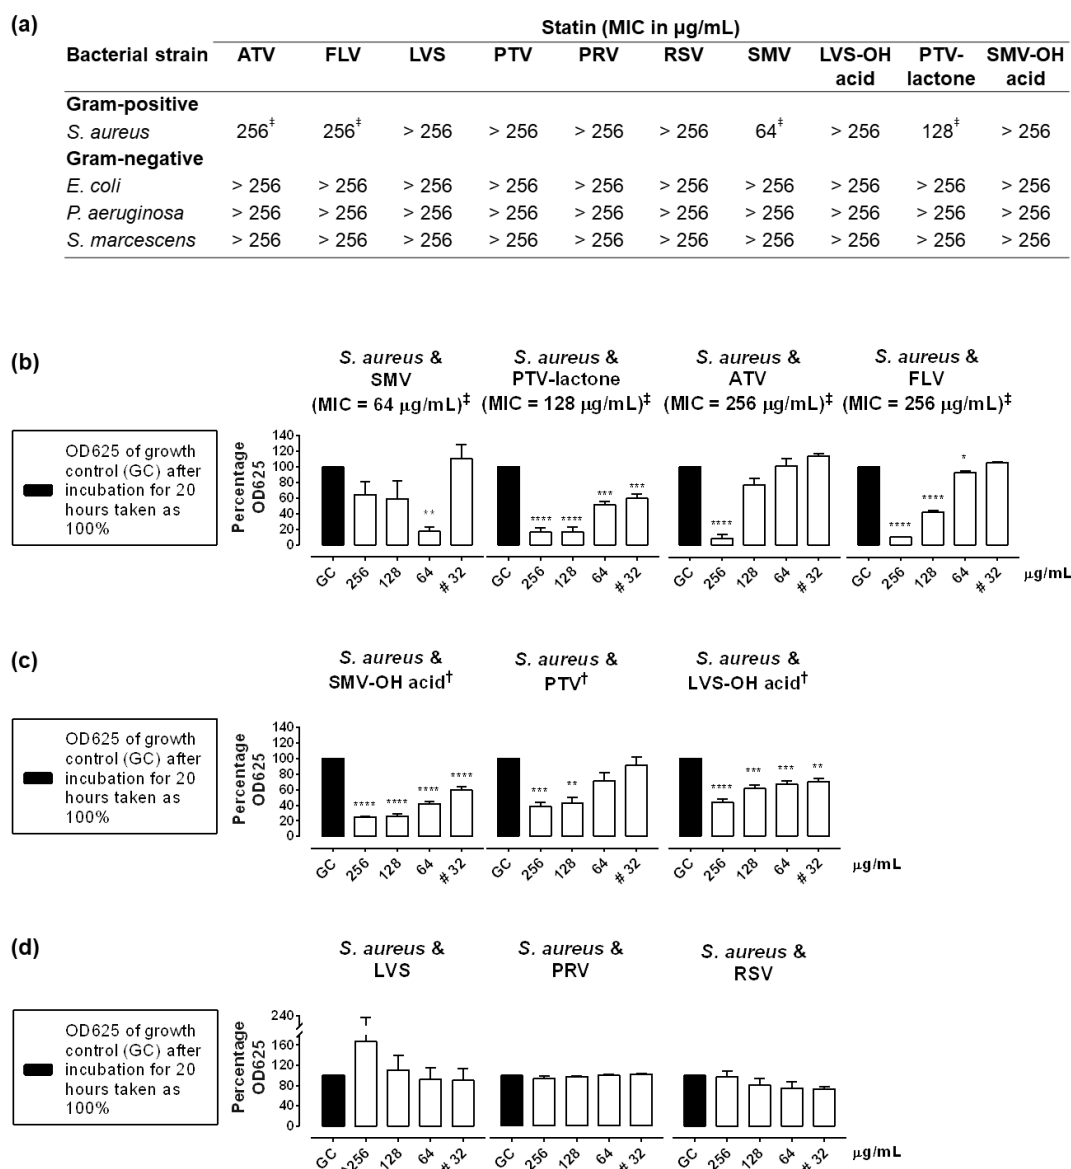 (a)
Statin (MIC in µg/mL)
Bacterial strain ATV FLV LVS PTV PRV RSV SMV LVS-OH acid PTV-lactone SMV-OH acid
Gram-positive
S. aureus 256‡ 256‡ > 256 > 256 > 256 > 256 64‡ > 256 128‡ > 256
Gram-negative
E. coli > 256 > 256 > 256 > 256 > 256 > 256 > 256 > 256 > 256 > 256
P. aeruginosa > 256 > 256 > 256 > 256 > 256 > 256 > 256 > 256 > 256 > 256
S. marcescens > 256 > 256 > 256 > 256 > 256 > 256 > 256 > 256 > 256 > 256
(b)
S. aureus &
SMV
(MIC = 64 µg/mL)‡
S. aureus &
PTV-lactone
(MIC = 128 µg/mL)‡
S. aureus &
ATV
(MIC = 256 µg/mL)‡
S. aureus &
FLV
(MIC = 256 µg/mL)‡
OD625 of growth
control (GC) after
incubation for 20
hours taken as
100%
Percentage
OD625
140
120
100
80
60
40
20
0
**
**** **** *** ***
****
**** **** *
GC 256 128 64 # 32
GC 256 128 64 # 32
GC 256 128 64 # 32
GC 256 128 64 # 32
µg/mL
(c)
S. aureus &
SMV-OH acid†
S. aureus &
PTV†
S. aureus &
LVS-OH acid†
OD625 of growth
control (GC) after
incubation for 20
hours taken as
100%
Percentage
OD625
140
120
100
80
60
40
20
0
**** **** **** ****
*** **
**** *** *** **
GC 256 128 64 # 32
GC 256 128 64 # 32
GC 256 128 64 # 32
µg/mL
(d)
S. aureus &
LVS
S. aureus &
PRV
S. aureus &
RSV
OD625 of growth
control (GC) after
incubation for 20
hours taken as
100%
Percentage
OD625
240
160
120
80
40
0
GC 256 128 64 # 32
GC 256 128 64 # 32
GC 256 128 64 # 32
µg/mL